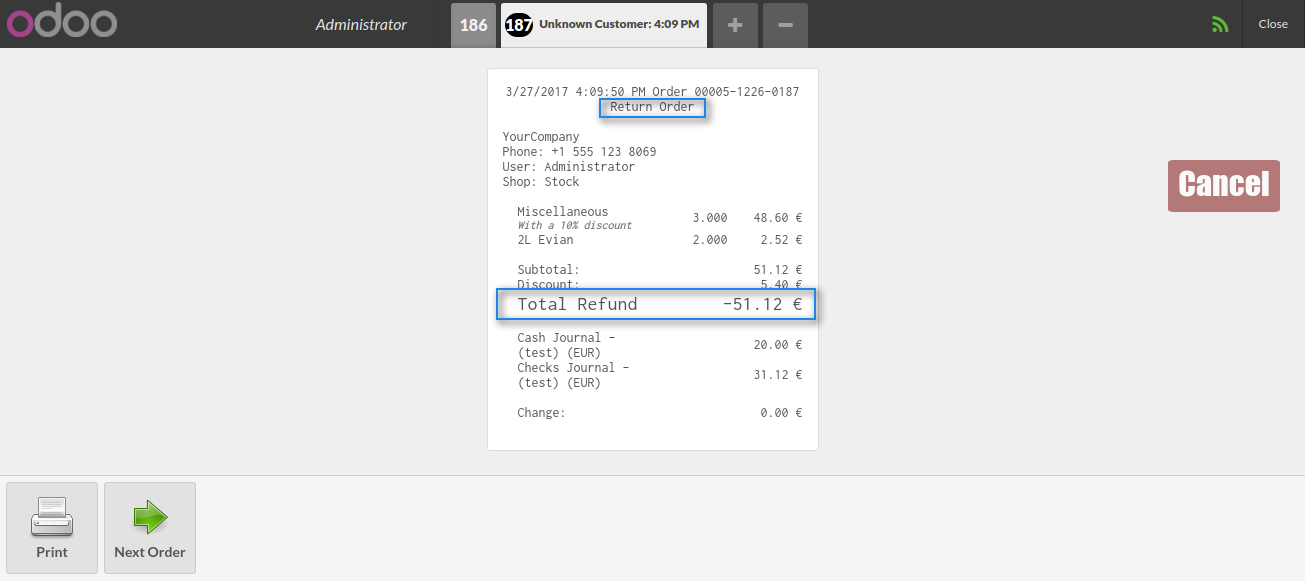 odoo Administrator 186 187 Unknown Customer: 4:09 PM + − Close
3/27/2017 4:09:50 PM Order 00005-1226-0187
Return Order
YourCompany
Phone: +1 555 123 8069
User: Administrator
Shop: Stock
Cancel
Miscellaneous 3.000 48.60 €
With a 10% discount
2L Evian 2.000 2.52 €
Subtotal: 51.12 €
Discount: 5.40 €
Total Refund -51.12 €
Cash Journal - 20.00 €
(test) (EUR)
Checks Journal - 31.12 €
(test) (EUR)
Change: 0.00 €
Print Next Order